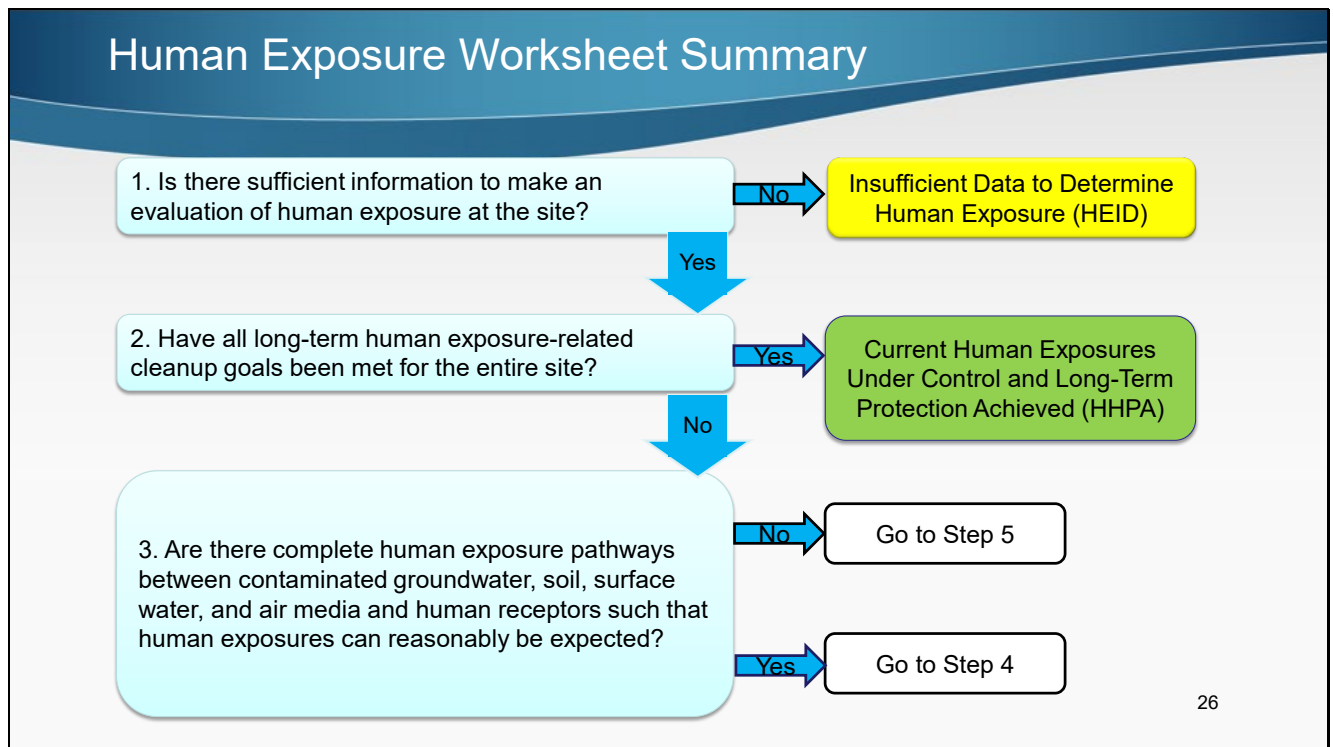 Human Exposure Worksheet Summary
1. Is there sufficient information to make an
evaluation of human exposure at the site?
No
Insufficient Data to Determine
Human Exposure (HEID)
Yes
2. Have all long-term human exposure-related
cleanup goals been met for the entire site?
Yes
Current Human Exposures
Under Control and Long-Term
Protection Achieved (HHPA)
No
3. Are there complete human exposure pathways
between contaminated groundwater, soil, surface
water, and air media and human receptors such that
human exposures can reasonably be expected?
No
Go to Step 5
Yes
Go to Step 4
26